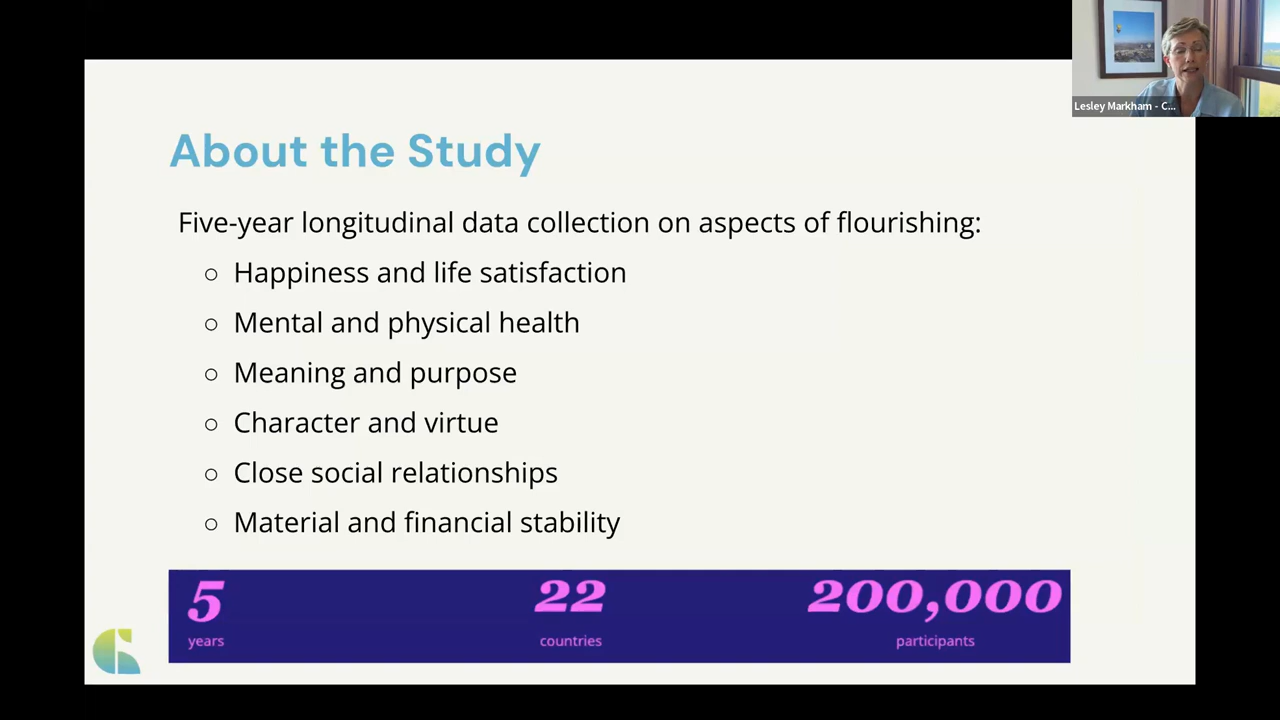 Lesley Markham - C...
About the Study
Five-year longitudinal data collection on aspects of flourishing:
○ Happiness and life satisfaction
○ Mental and physical health
○ Meaning and purpose
○ Character and virtue
○ Close social relationships
○ Material and financial stability
5 22 200,000
years countries participants